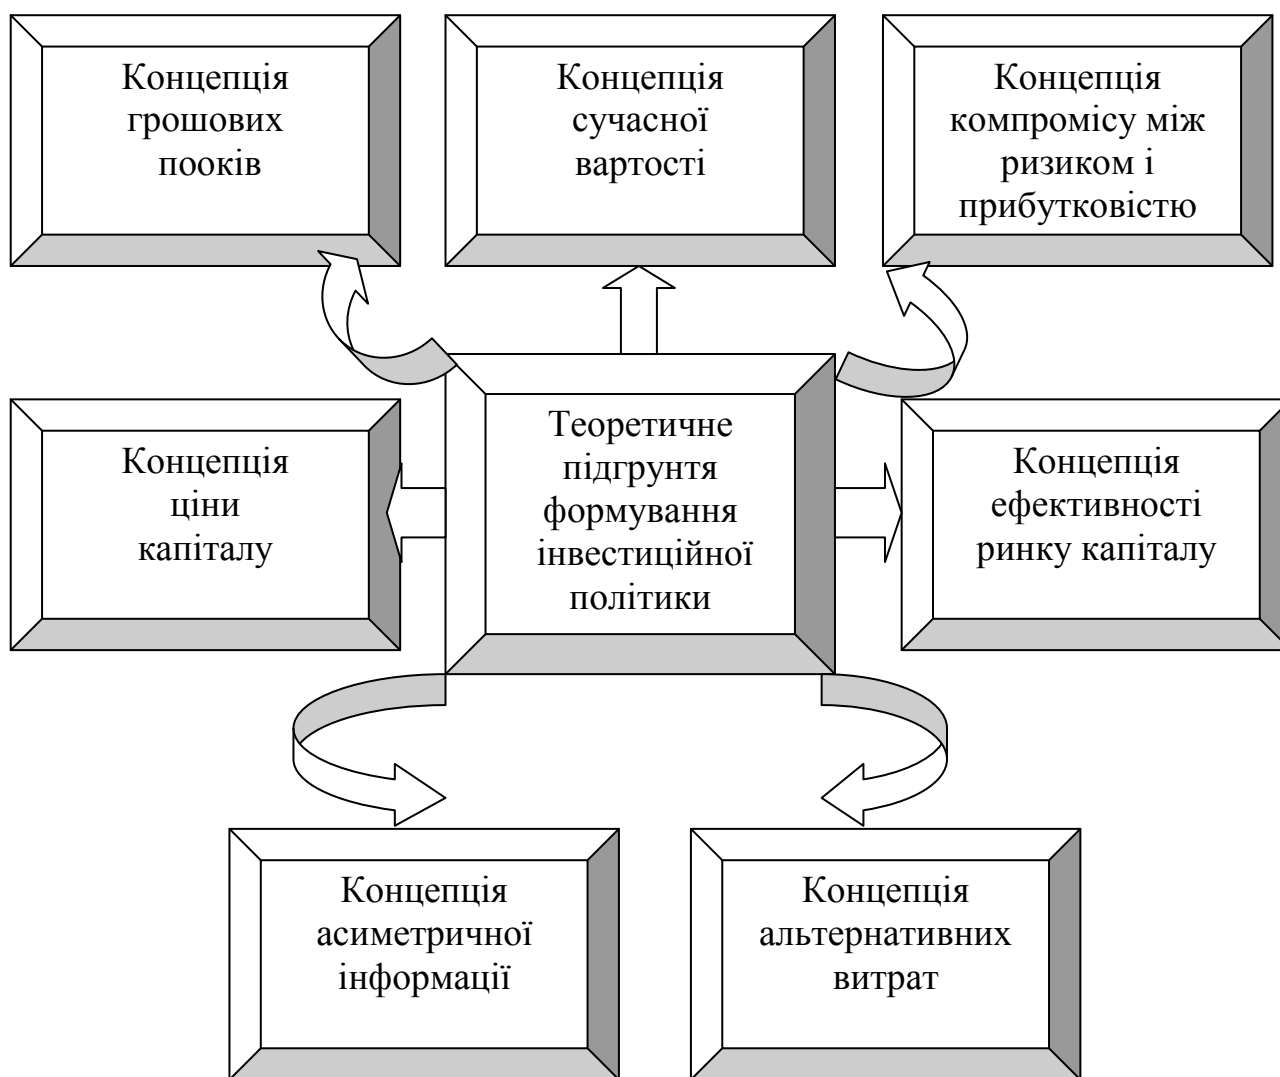 Концепція
грошових
пооків
Концепція
сучасної
вартості
Концепція
компромісу між
ризиком і
прибутковістю
Концепція
ціни
капіталу
Теоретичне
підгрунтя
формування
інвестиційної
політики
Концепція
ефективності
ринку капіталу
Концепція
асиметричної
інформації
Концепція
альтернативних
витрат